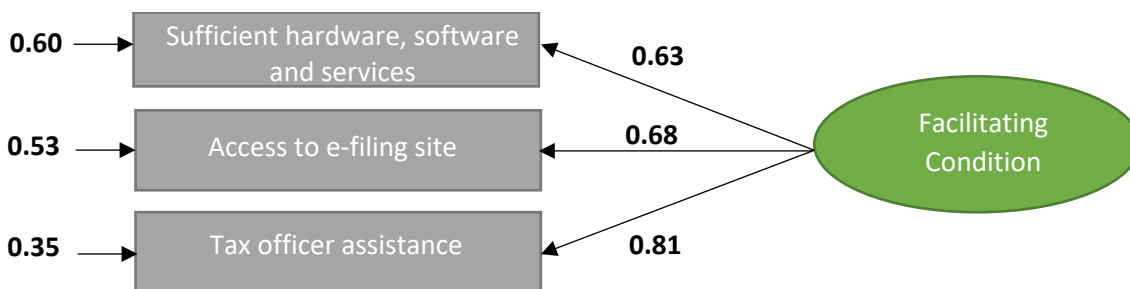 0.60
Sufficient hardware, software
and services
0.63
0.53
Access to e-filing site
0.68
Facilitating
Condition
0.35
Tax officer assistance
0.81